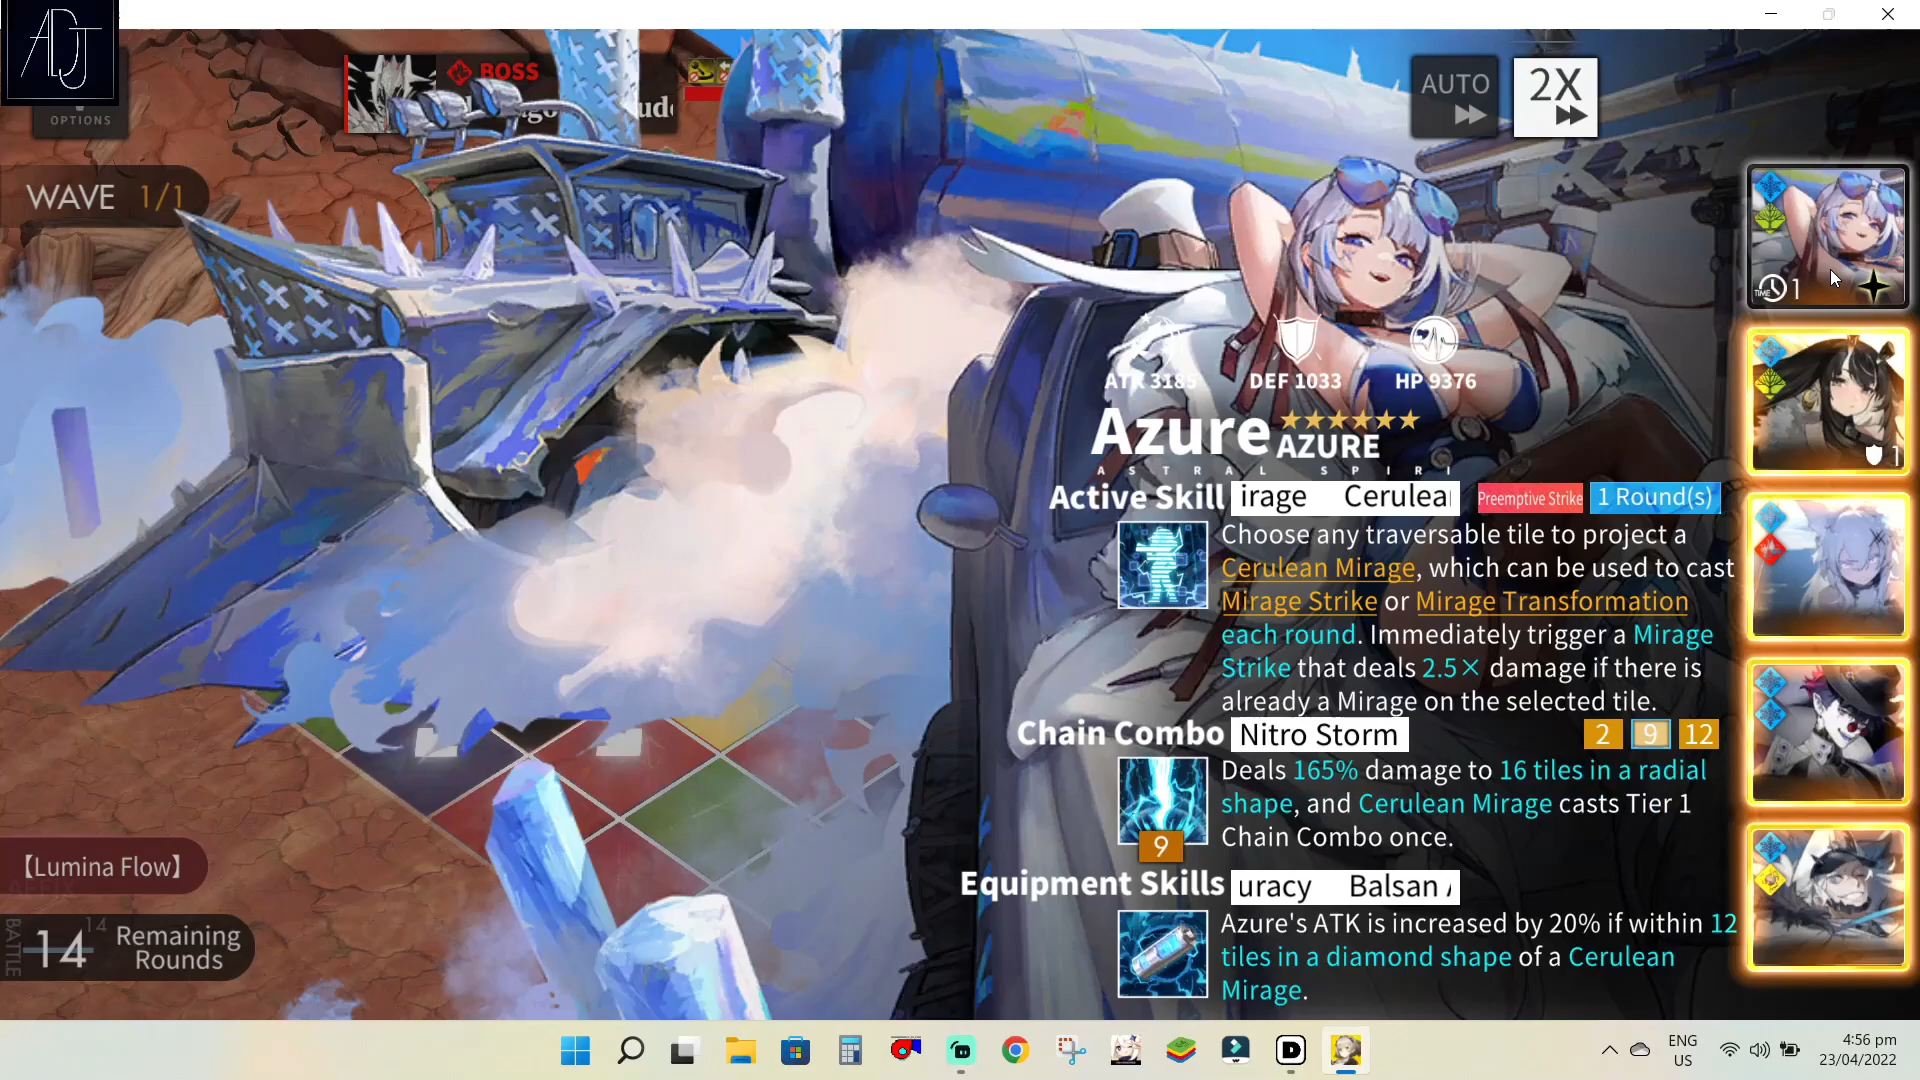 ADJ
OPTIONS
BOSS
AUTO
2X
WAVE 1/1
TIME 1
1
ATK 3185
DEF 1033
HP 9376
Azure AZURE
ASTRAL SPIRI
Active Skill irage Cerulea Preemptive Strike 1 Round(s)
Choose any traversable tile to project a
Cerulean Mirage, which can be used to cast
Mirage Strike or Mirage Transformation
each round. Immediately trigger a Mirage
Strike that deals 2.5× damage if there is
already a Mirage on the selected tile.
Chain Combo Nitro Storm 2 9 12
Deals 165% damage to 16 tiles in a radial
shape, and Cerulean Mirage casts Tier 1
Chain Combo once.
9
Equipment Skills uracy Balsan
Azure's ATK is increased by 20% if within 12
tiles in a diamond shape of a Cerulean
Mirage.
【Lumina Flow】
BATTLE
14 14 Remaining
Rounds
ENG
US
4:56 pm
23/04/2022